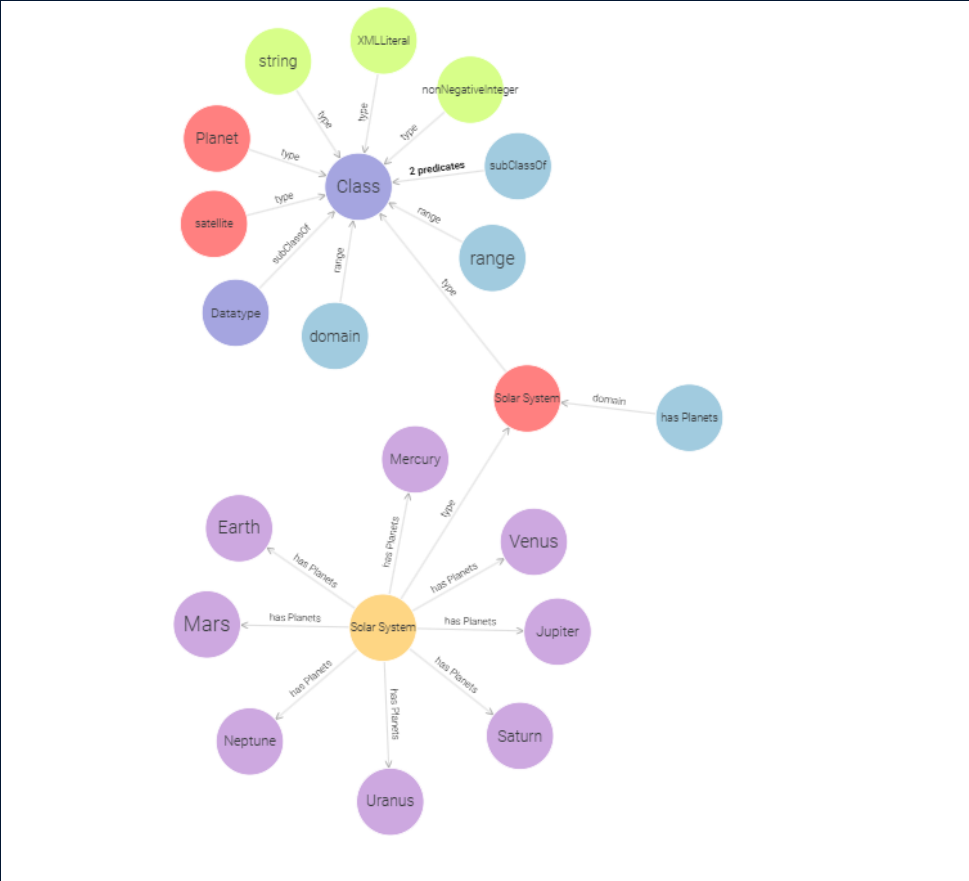 XMLLiteral
string
nonNegativeInteger
type
type
type
Planet
type
2 predicates
subClassOf
Class
type
satellite
range
subClassOf
range
range
type
Datatype
domain
Solar System
domain
has Planets
Mercury
type
Earth
has Planets
Venus
has Planets
has Planets
Mars
has Planets
Solar System
has Planets
Jupiter
has Planets
has Planets
has Planets
Neptune
Saturn
Uranus